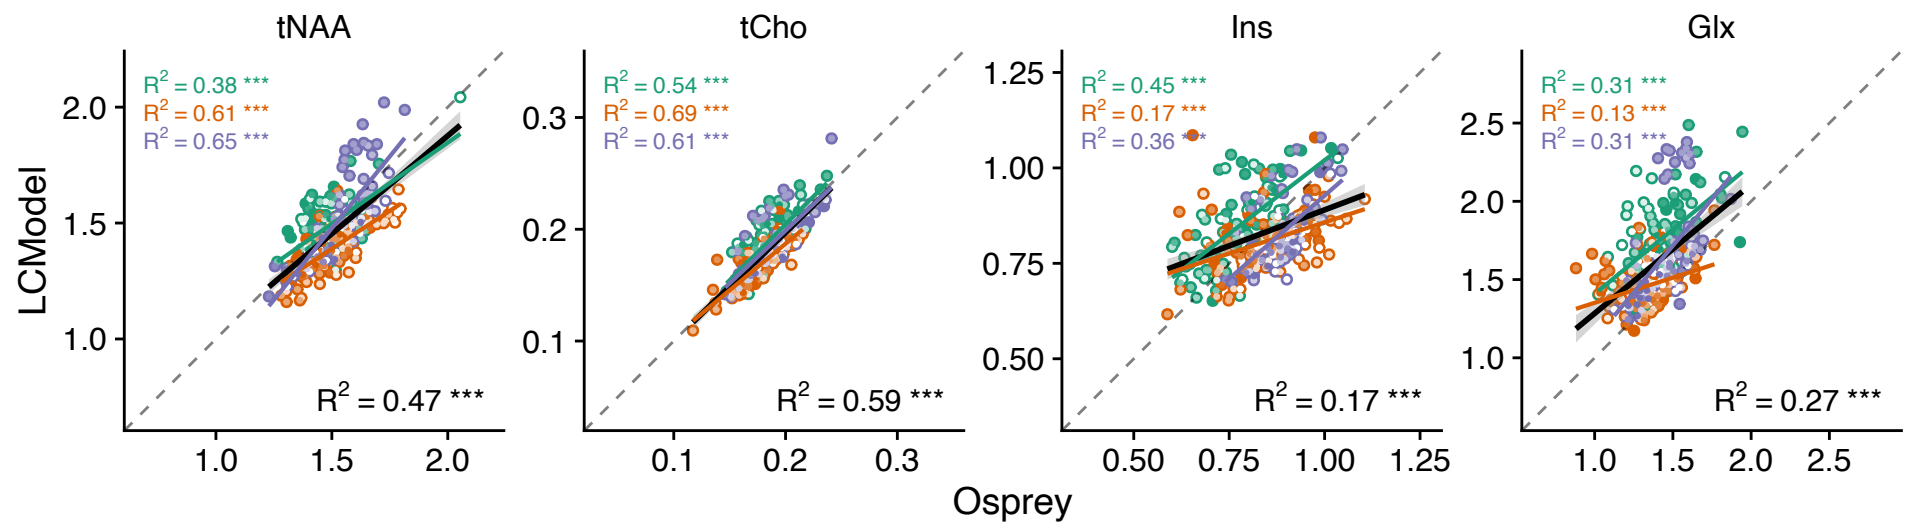 tNAA
tCho
Ins
Glx
LCModel
R² = 0.38 ***
R² = 0.61 ***
R² = 0.65 ***
2.0
1.5
1.0
R² = 0.47 ***
1.0 1.5 2.0
R² = 0.54 ***
R² = 0.69 ***
R² = 0.61 ***
0.3
0.2
0.1
R² = 0.59 ***
0.1 0.2 0.3
R² = 0.45 ***
R² = 0.17 ***
R² = 0.36 ***
1.25
1.00
0.75
0.50
R² = 0.17 ***
0.50 0.75 1.00 1.25
R² = 0.31 ***
R² = 0.13 ***
R² = 0.31 ***
2.5
2.0
1.5
1.0
R² = 0.27 ***
1.0 1.5 2.0 2.5
Osprey